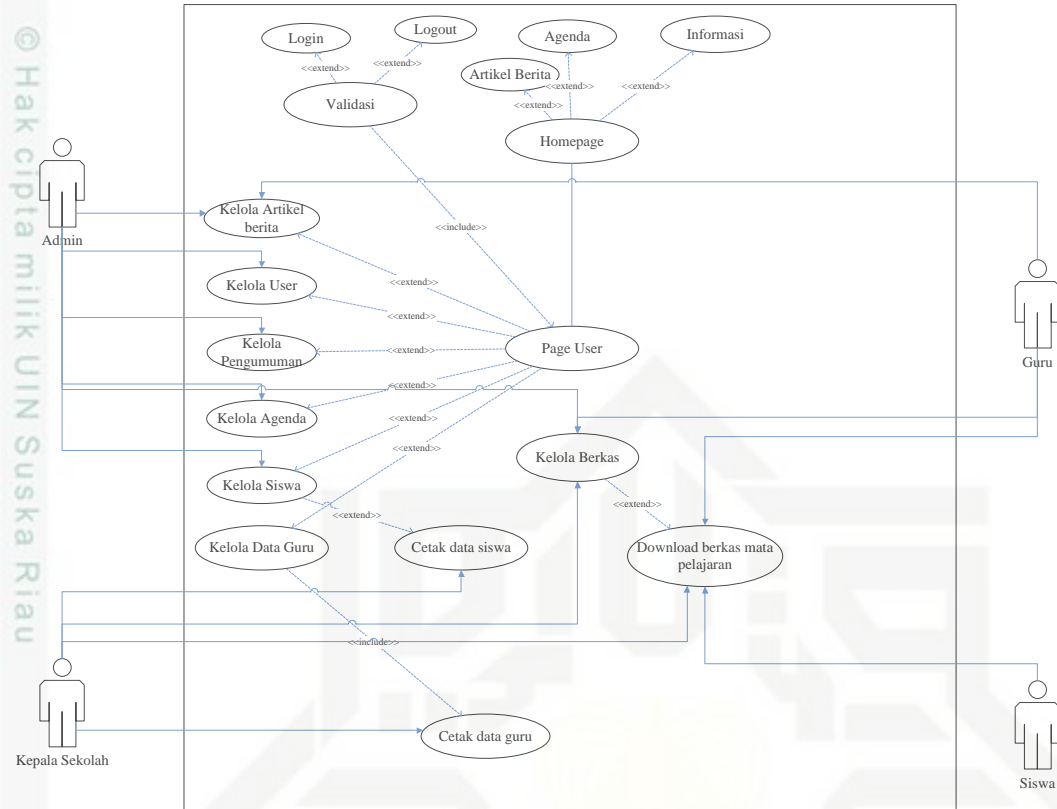 © Hak cipta milik UIN Suska Riau
Login
Logout
Agenda
Informasi
<<extend>>
<<extend>>
Artikel Berita
<<extend>>
<<extend>>
<<extend>>
Validasi
Homepage
Admin
Kelola Artikel
berita
<<include>>
<<extend>>
Kelola User
<<extend>>
Kelola
Pengumuman
<<extend>>
Page User
Guru
<<extend>>
Kelola Agenda
<<extend>>
<<extend>>
Kelola Siswa
Kelola Berkas
<<extend>>
<<extend>>
Kelola Data Guru
Cetak data siswa
Download berkas mata
pelajaran
<<include>>
Cetak data guru
Kepala Sekolah
Siswa